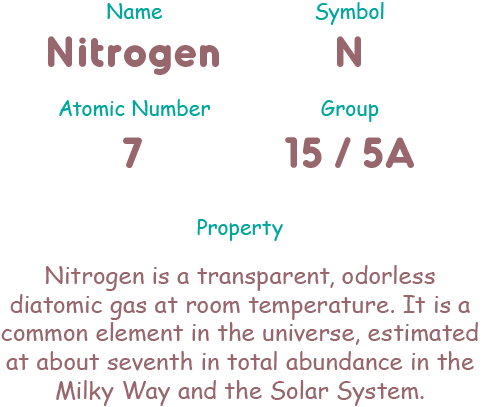 Name Symbol
Nitrogen N
Atomic Number Group
7 15 / 5A
Property
Nitrogen is a transparent, odorless
diatomic gas at room temperature. It is a
common element in the universe, estimated
at about seventh in total abundance in the
Milky Way and the Solar System.